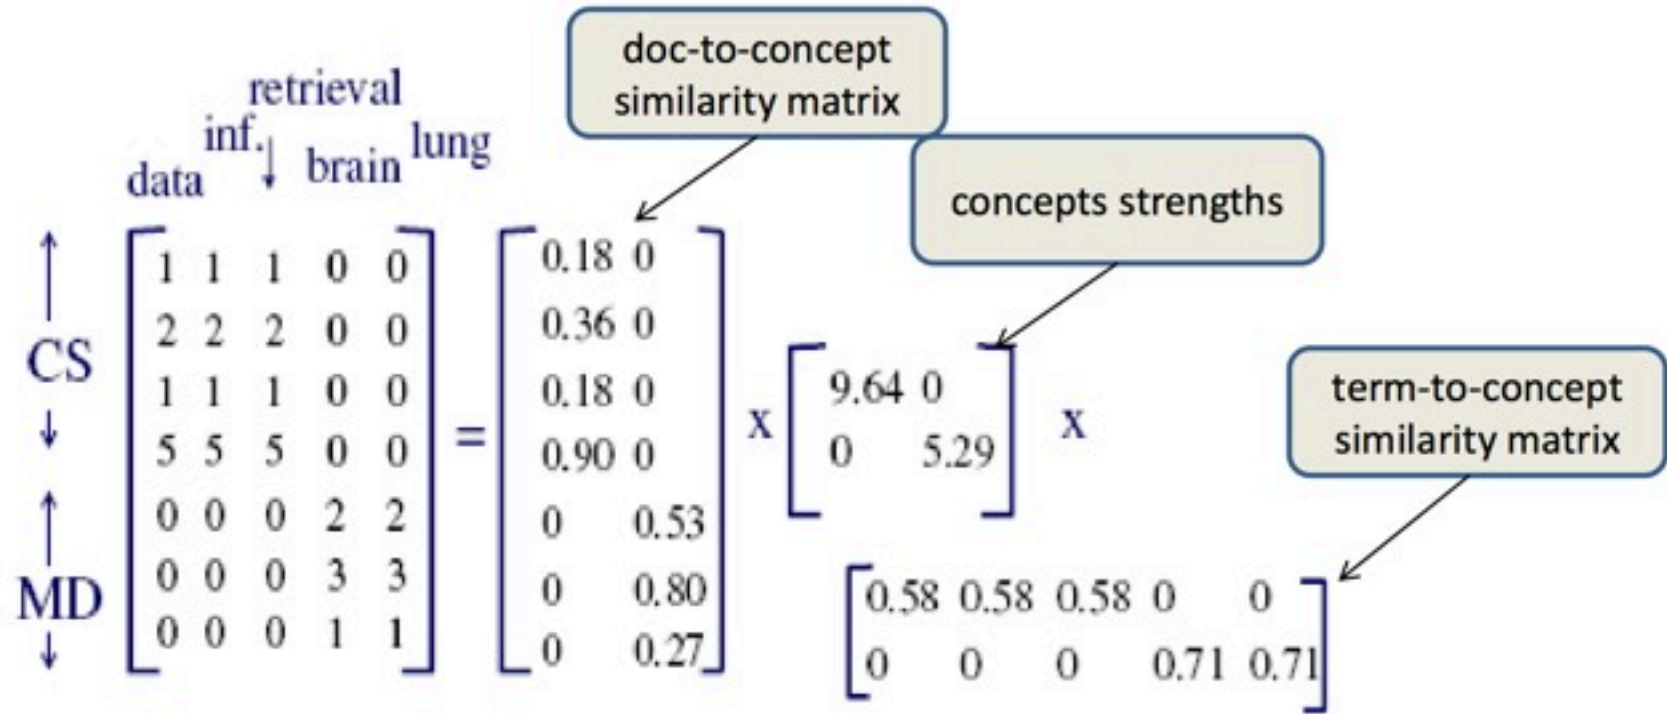 doc-to-concept
similarity matrix
retrieval
inf. ↓ brain lung
data
concepts strengths
CS
MD
1 1 1 0 0
2 2 2 0 0
1 1 1 0 0
5 5 5 0 0
0 0 0 2 2
0 0 0 3 3
0 0 0 1 1
=
0.18 0
0.36 0
0.18 0
0.90 0
0 0.53
0 0.80
0 0.27
x
9.64 0
0 5.29
x
term-to-concept
similarity matrix
0.58 0.58 0.58 0 0
0 0 0 0.71 0.71